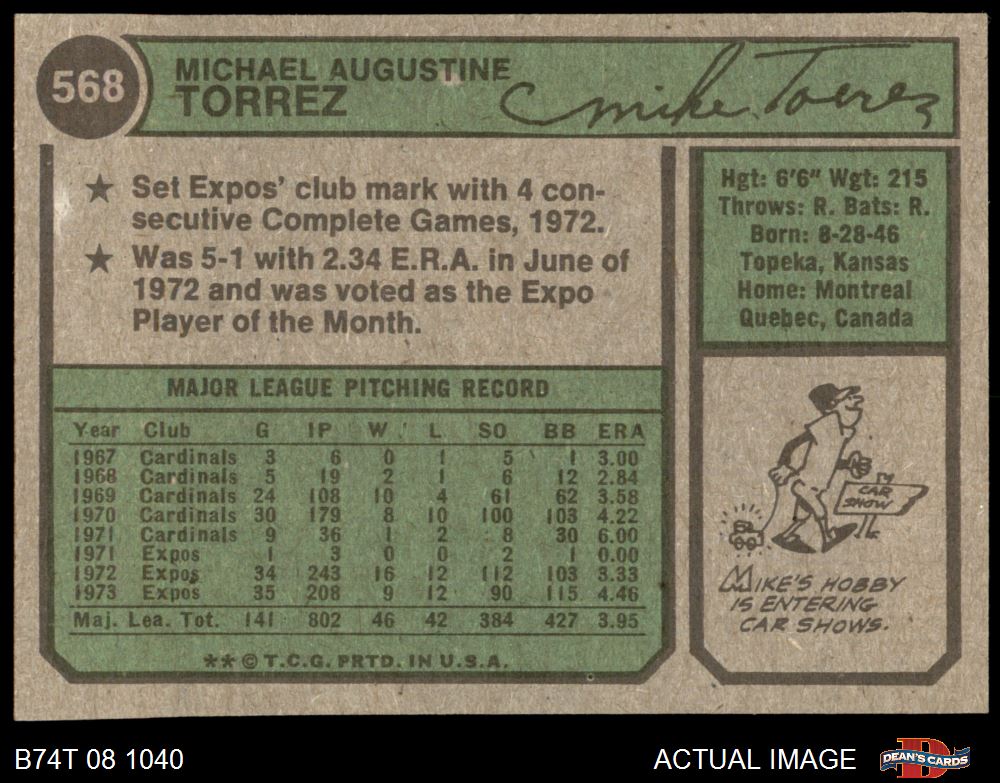 568
MICHAEL AUGUSTINE
TORREZ
Mike Torrez
★ Set Expos' club mark with 4 con-
secutive Complete Games, 1972.
★ Was 5-1 with 2.34 E.R.A. in June of
1972 and was voted as the Expo
Player of the Month.
Hgt: 6'6" Wgt: 215
Throws: R. Bats: R.
Born: 8-28-46
Topeka, Kansas
Home: Montreal
Quebec, Canada
MAJOR LEAGUE PITCHING RECORD
Year Club G IP W L SO BB ERA
1967 Cardinals 3 6 0 1 5 1 3.00
1968 Cardinals 5 19 2 1 6 12 2.84
1969 Cardinals 24 108 10 4 61 62 3.58
1970 Cardinals 30 179 8 10 100 103 4.22
1971 Cardinals 9 36 1 2 8 30 6.00
1971 Expos 1 3 0 0 2 1 0.00
1972 Expos 34 243 16 12 112 103 3.33
1973 Expos 35 208 9 12 90 115 4.46
Maj. Lea. Tot. 141 802 46 42 384 427 3.95
** © T.C.G. PRTD. IN U.S.A.
CAR
SHOW
MIKE'S HOBBY
IS ENTERING
CAR SHOWS.
B74T 08 1040
ACTUAL IMAGE
D
DEAN'S CARDS